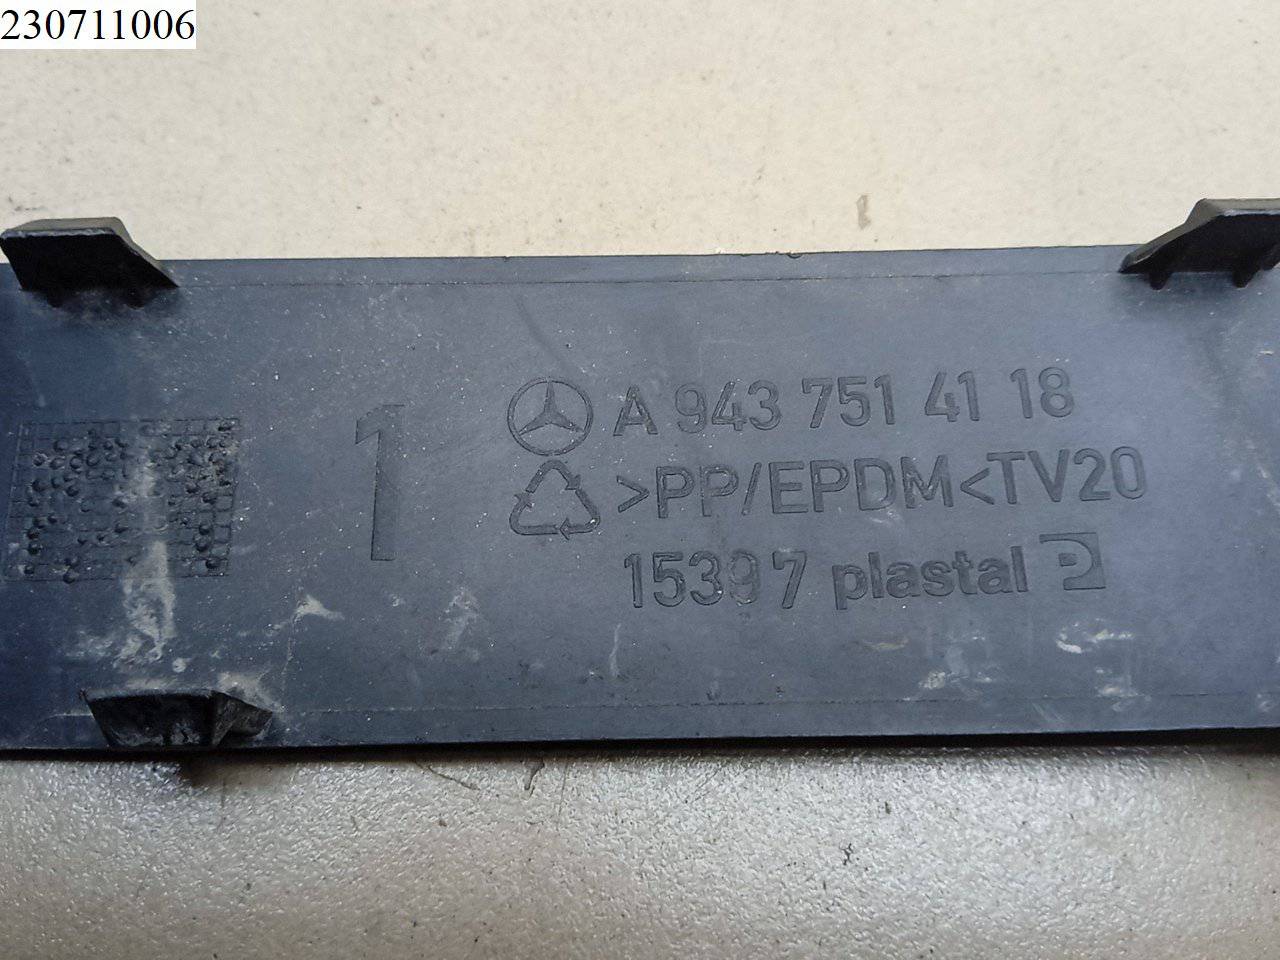 230711006
1
A 943 751 41 18
>PP/EPDM<TV20
15397 plastal